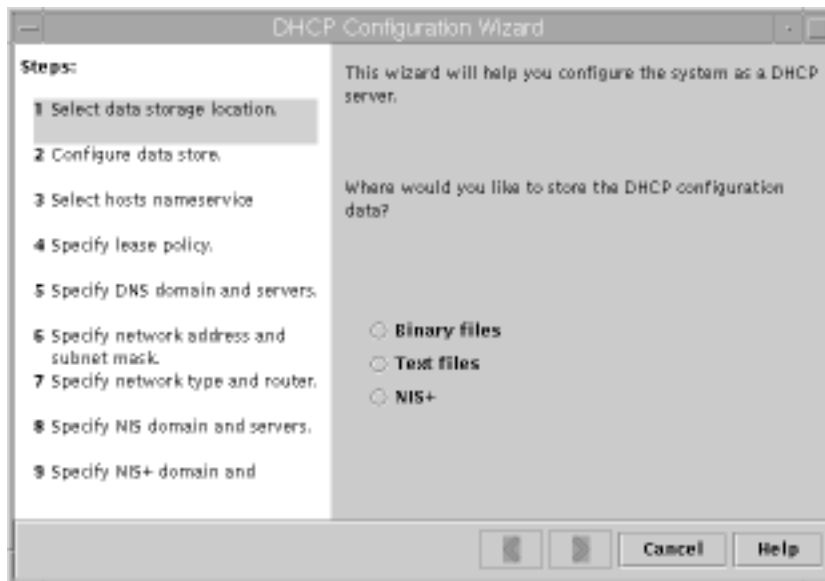 DHCP Configuration Wizard
Steps:
1 Select data storage location.
2 Configure data store.
3 Select hosts nameservice
4 Specify lease policy.
5 Specify DNS domain and servers.
6 Specify network address and
subnet mask.
7 Specify network type and router.
8 Specify NIS domain and servers.
9 Specify NIS+ domain and
This wizard will help you configure the system as a DHCP
server.
Where would you like to store the DHCP configuration
data?
Binary files
Text files
NIS+
Cancel
Help